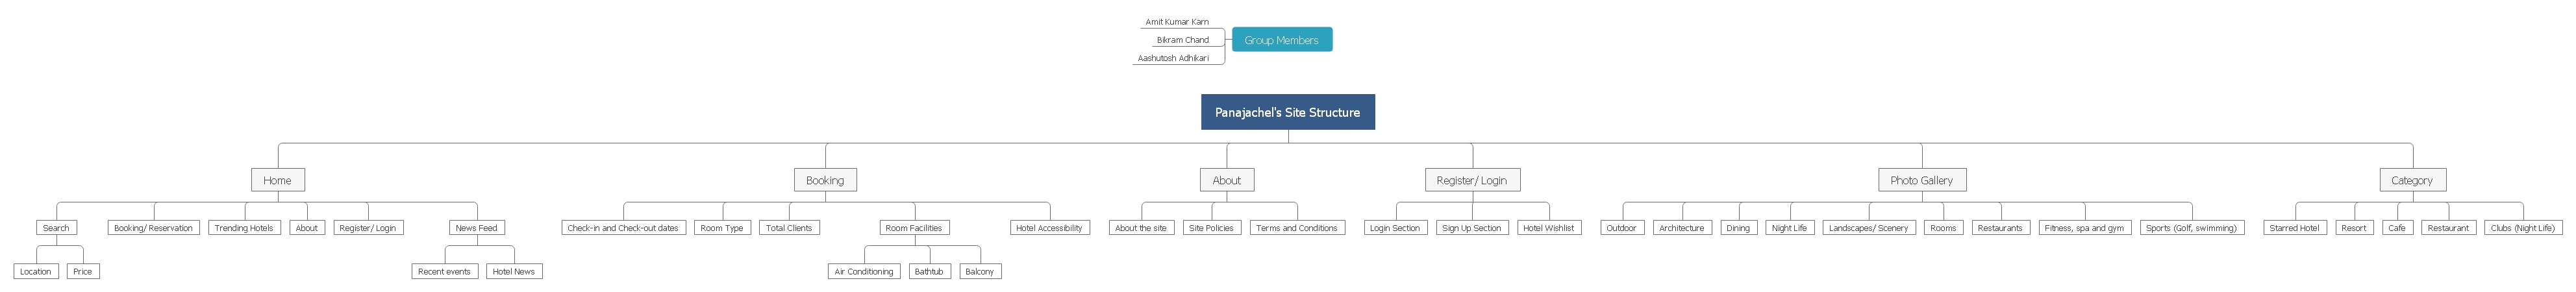 Amit Kumar Karn
Bikram Chand
Aashutosh Adhikari
Group Members
Panajachel's Site Structure
Home
Booking
About
Register/ Login
Photo Gallery
Category
Search
Booking/ Reservation
Trending Hotels
About
Register/ Login
News Feed
Check-in and Check-out dates
Room Type
Total Clients
Room Facilities
Hotel Accessibility
About the site
Site Policies
Terms and Conditions
Login Section
Sign Up Section
Hotel Wishlist
Outdoor
Architecture
Dining
Night Life
Landscapes/ Scenery
Rooms
Restaurants
Fitness, spa and gym
Sports (Golf, swimming)
Starred Hotel
Resort
Cafe
Restaurant
Clubs (Night Life)
Location
Price
Recent events
Hotel News
Air Conditioning
Bathtub
Balcony